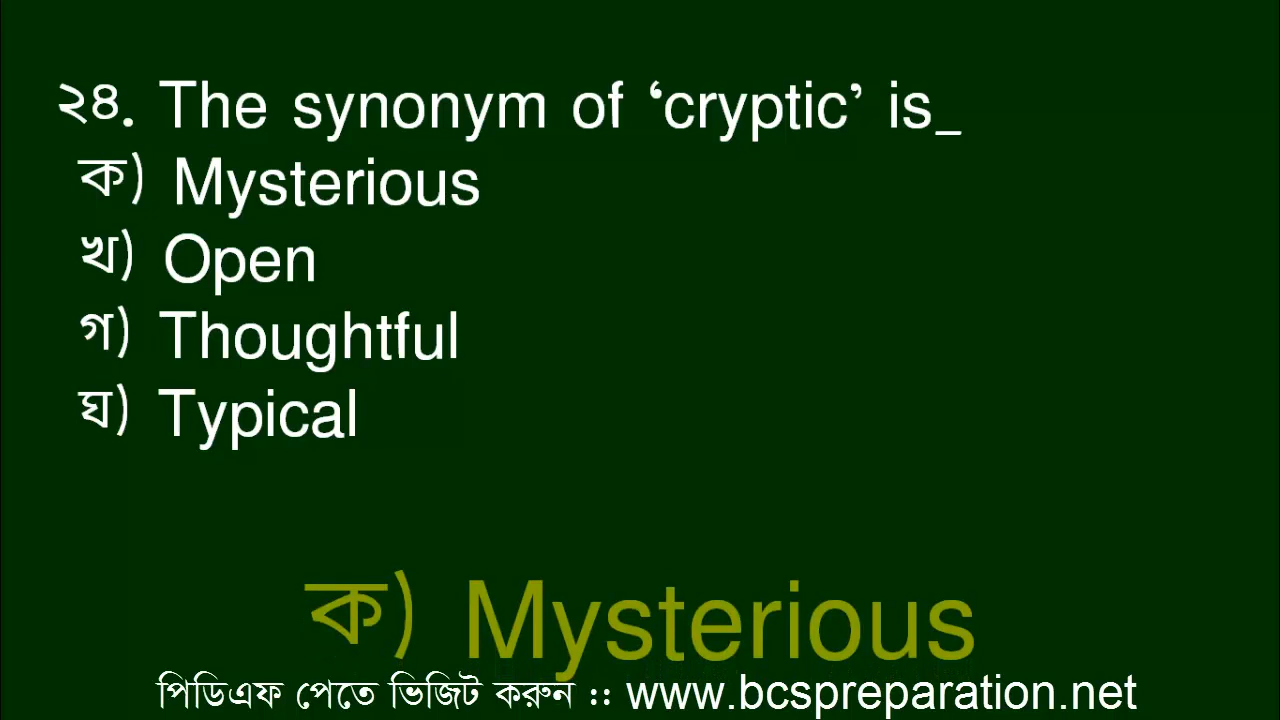 ২৪. The synonym of ‘cryptic’ is_
ক) Mysterious
খ) Open
গ) Thoughtful
ঘ) Typical
ক) Mysterious
পিডিএফ পেতে ভিজিট করুন :: www.bcspreparation.net